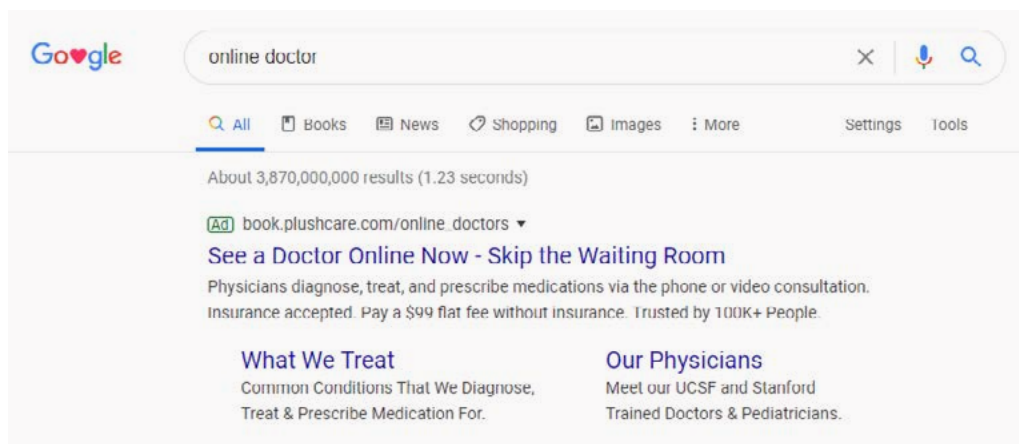 Go♥gle
online doctor
All Books News Shopping Images More Settings Tools
About 3,870,000,000 results (1.23 seconds)
Ad book.plushcare.com/online_doctors
See a Doctor Online Now - Skip the Waiting Room
Physicians diagnose, treat, and prescribe medications via the phone or video consultation.
Insurance accepted. Pay a $99 flat fee without insurance. Trusted by 100K+ People.
What We Treat
Common Conditions That We Diagnose,
Treat & Prescribe Medication For.
Our Physicians
Meet our UCSF and Stanford
Trained Doctors & Pediatricians.